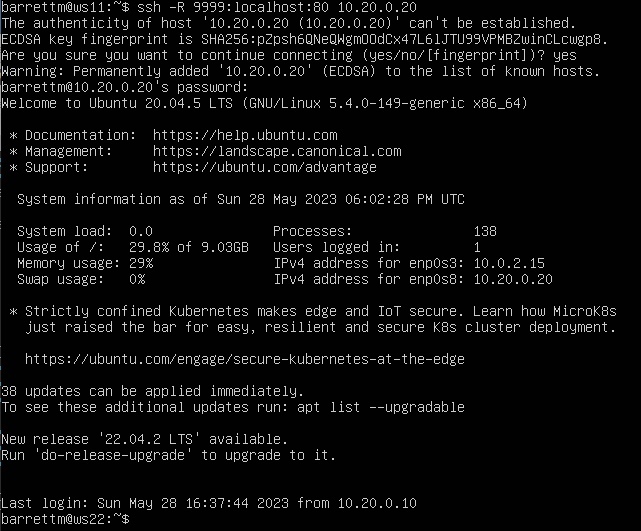 barrettm@ws11:~$ ssh -R 9999:localhost:80 10.20.0.20
The authenticity of host '10.20.0.20 (10.20.0.20)' can't be established.
ECDSA key fingerprint is SHA256:pZpsh6QNeQWgmOOdCx47L6lJTU99VPMBZwinCLcwgp8.
Are you sure you want to continue connecting (yes/no/[fingerprint])? yes
Warning: Permanently added '10.20.0.20' (ECDSA) to the list of known hosts.
barrettm@10.20.0.20's password:
Welcome to Ubuntu 20.04.5 LTS (GNU/Linux 5.4.0-149-generic x86_64)
* Documentation:  https://help.ubuntu.com
* Management:     https://landscape.canonical.com
* Support:        https://ubuntu.com/advantage
System information as of Sun 28 May 2023 06:02:28 PM UTC
System load:  0.0               Processes:               138
Usage of /:   29.8% of 9.03GB   Users logged in:         1
Memory usage: 29%               IPv4 address for enp0s3: 10.0.2.15
Swap usage:   0%                IPv4 address for enp0s8: 10.20.0.20
* Strictly confined Kubernetes makes edge and IoT secure. Learn how MicroK8s
just raised the bar for easy, resilient and secure K8s cluster deployment.
https://ubuntu.com/engage/secure-kubernetes-at-the-edge
38 updates can be applied immediately.
To see these additional updates run: apt list --upgradable
New release '22.04.2 LTS' available.
Run 'do-release-upgrade' to upgrade to it.
Last login: Sun May 28 16:37:44 2023 from 10.20.0.10
barrettm@ws22:~$